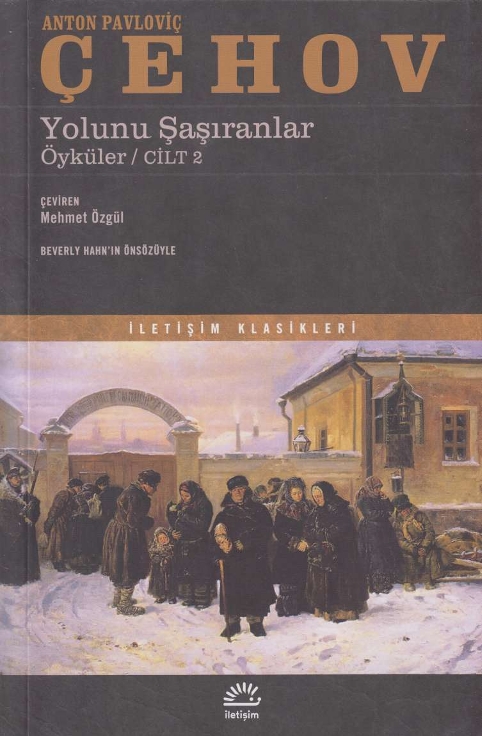 ANTON PAVLOVİÇ
ÇEHOV
Yolunu Şaşıranlar
Öyküler / CİLT 2
ÇEVİREN
Mehmet Özgül
BEVERLY HAHN'IN ÖNSÖZÜYLE
İLETİŞİM KLASİKLERİ
iletişim